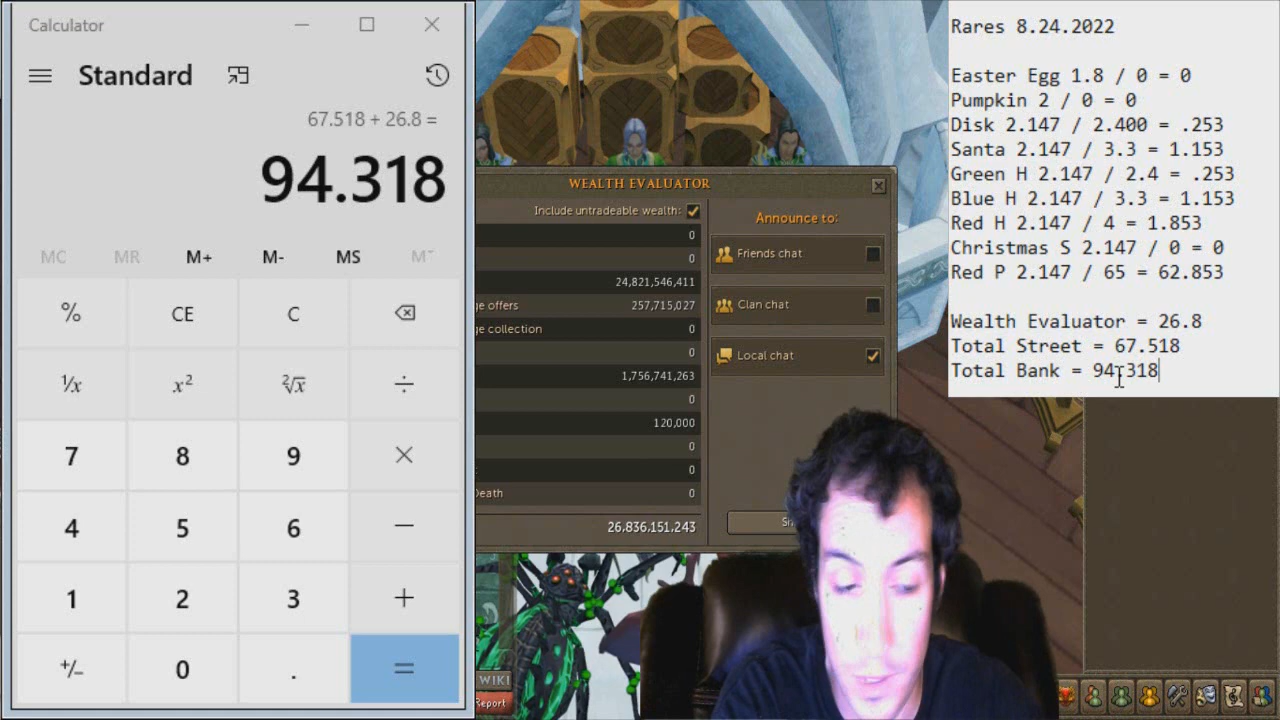 Calculator
Standard
67.518 + 26.8 =
94.318
MC MR M+ M- MS M˅
% CE C
¹/x x² ²√x ÷
7 8 9 ×
4 5 6 −
1 2 3 +
+/− 0 . =
WEALTH EVALUATOR
Include untradeable wealth:
0
0
24,821,546,411
ge offers 257,715,027
ge collection 0
0
1,756,741,263
0
120,000
0
0
Death 0
26,836,151,243
Announce to:
Friends chat
Clan chat
Local chat
WIKI
Report
Rares 8.24.2022
Easter Egg 1.8 / 0 = 0
Pumpkin 2 / 0 = 0
Disk 2.147 / 2.400 = .253
Santa 2.147 / 3.3 = 1.153
Green H 2.147 / 2.4 = .253
Blue H 2.147 / 3.3 = 1.153
Red H 2.147 / 4 = 1.853
Christmas S 2.147 / 0 = 0
Red P 2.147 / 65 = 62.853
Wealth Evaluator = 26.8
Total Street = 67.518
Total Bank = 94.318